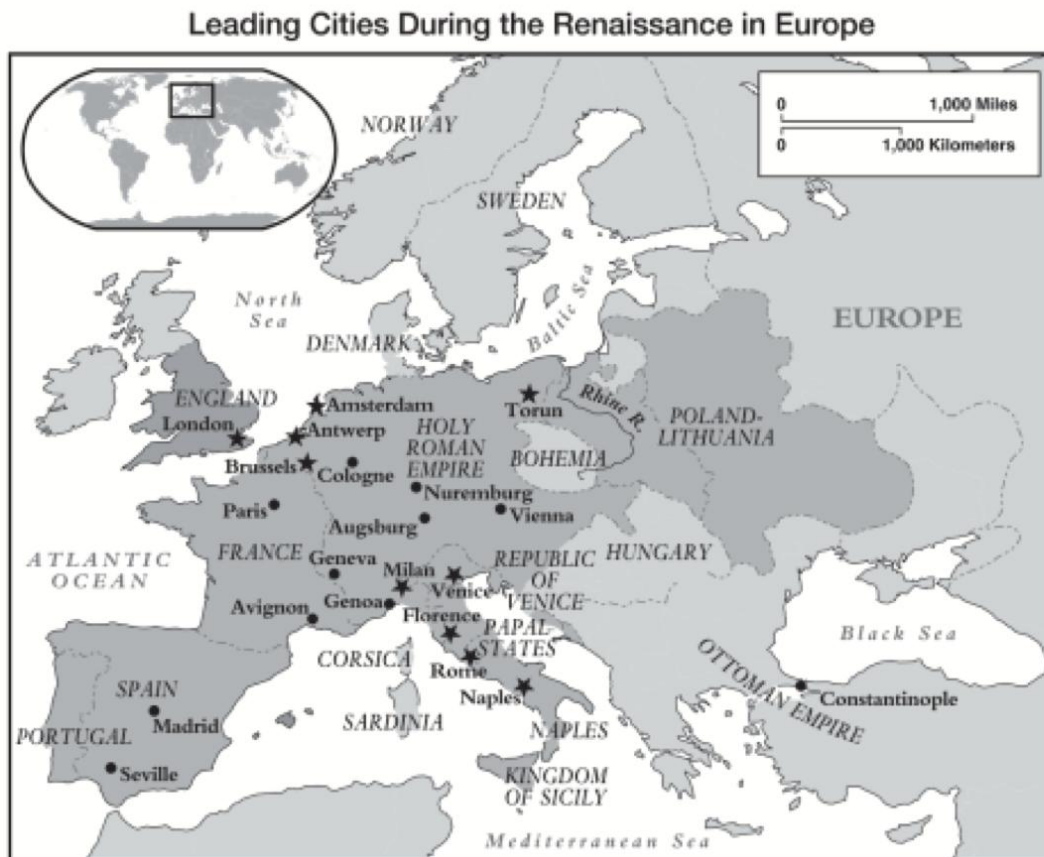 Leading Cities During the Renaissance in Europe
0 1,000 Miles
0 1,000 Kilometers
NORWAY
SWEDEN
North
Sea
Baltic Sea
EUROPE
DENMARK
ENGLAND
London
Amsterdam
Antwerp
Brussels
Cologne
HOLY
ROMAN
EMPIRE
Torun
Rhine R.
POLAND-
LITHUANIA
BOHEMIA
Nuremburg
Paris
Augsburg
Vienna
ATLANTIC
OCEAN
FRANCE
Geneva
Milan
Venice
REPUBLIC
OF
VENICE
HUNGARY
Avignon
Genoa
Florence
PAPAL
STATES
Black Sea
CORSICA
Rome
OTTOMAN EMPIRE
Constantinople
SPAIN
Madrid
Naples
SARDINIA
NAPLES
PORTUGAL
Seville
KINGDOM
OF SICILY
Mediterranean Sea